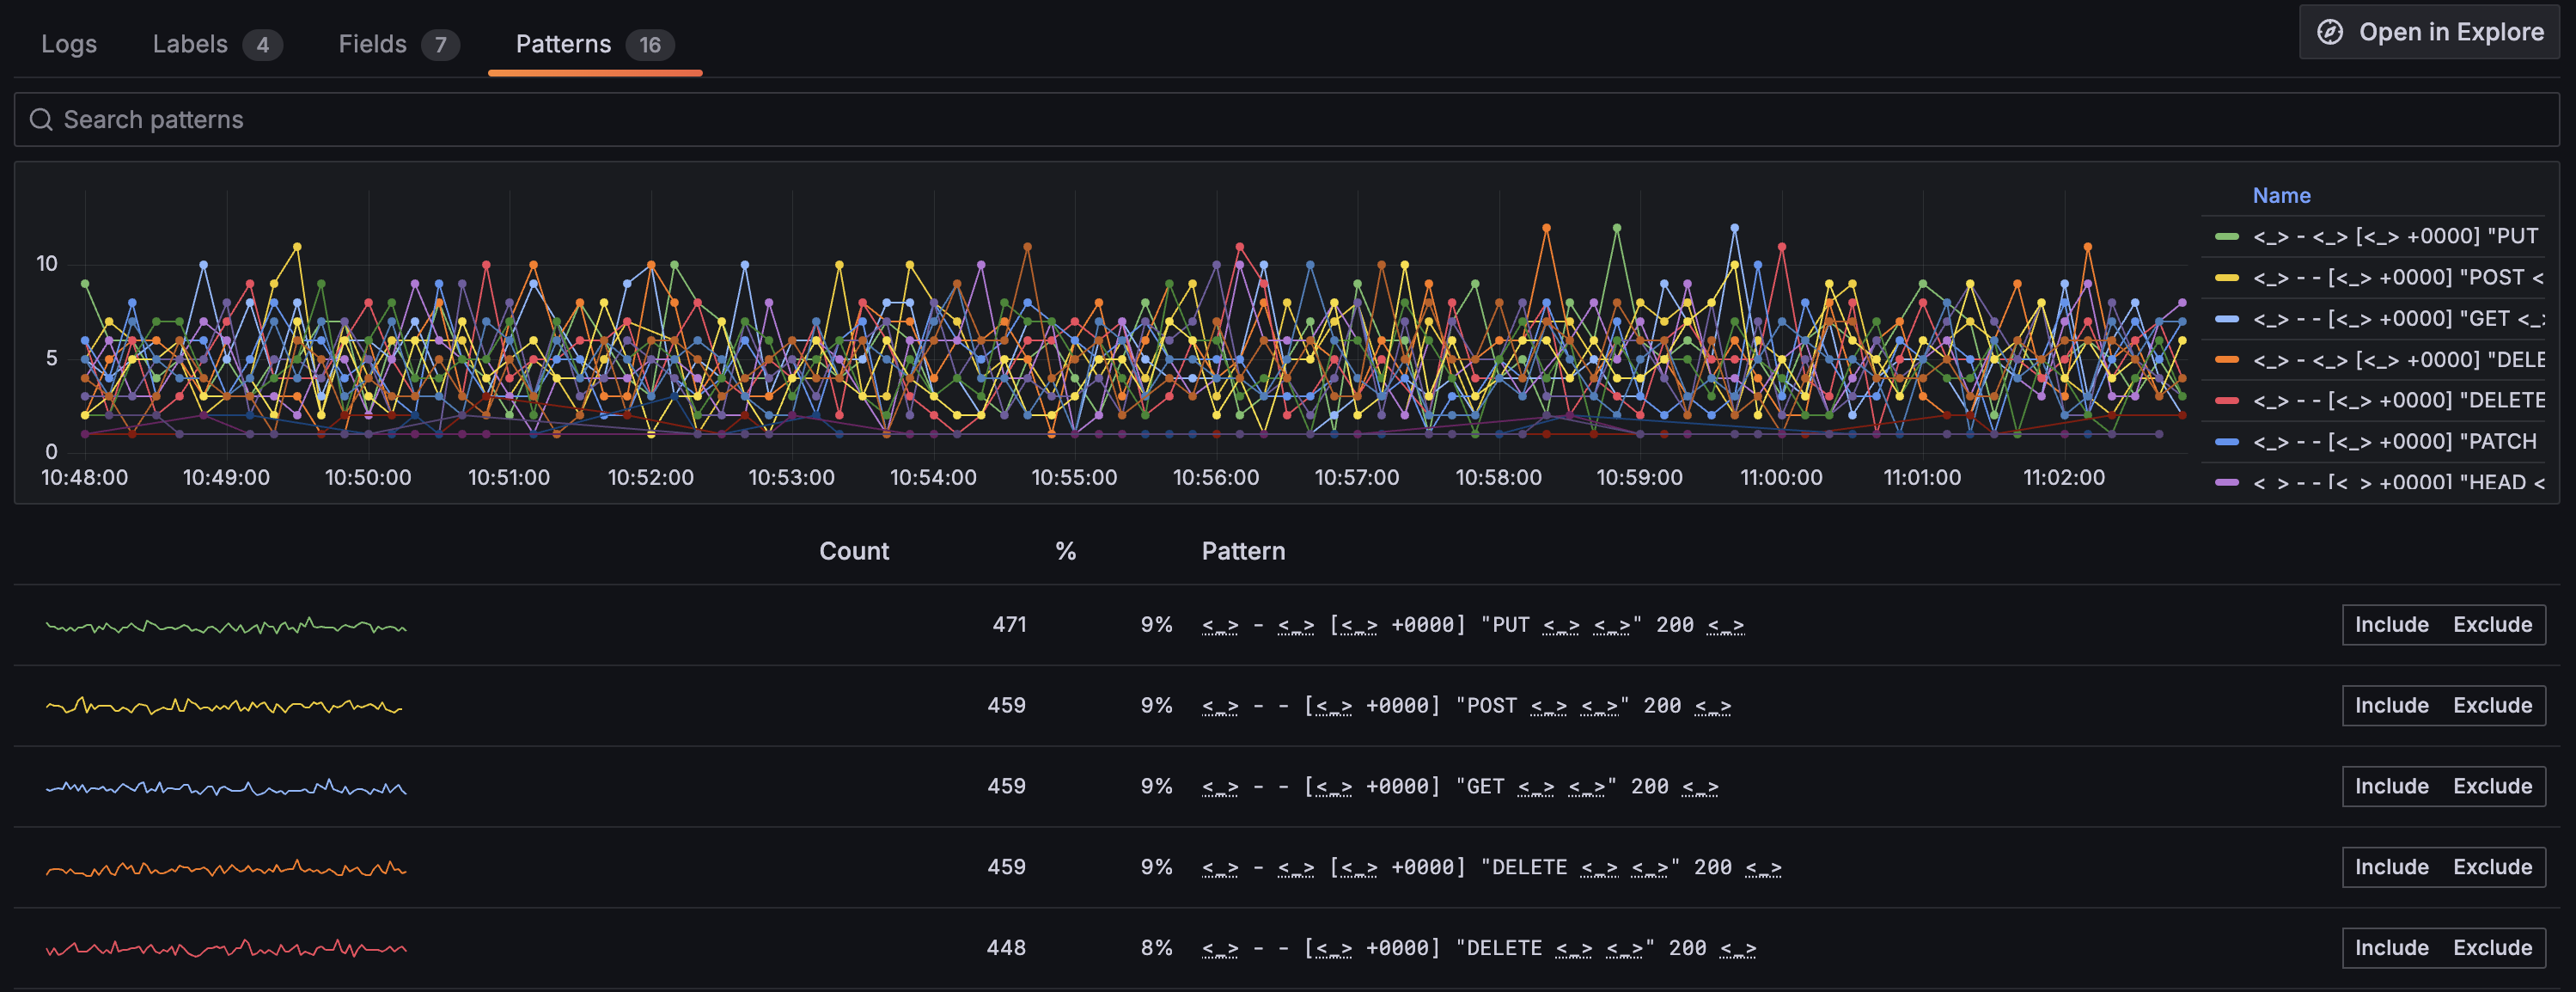 Logs Labels 4 Fields 7 Patterns 16 Open in Explore
Search patterns
Name
<_> - <_> [<_> +0000] "PUT
<_> - - [<_> +0000] "POST <
<_> - - [<_> +0000] "GET <_>
<_> - <_> [<_> +0000] "DELE
<_> - - [<_> +0000] "DELETE
<_> - - [<_> +0000] "PATCH
<_> - - [<_> +0000] "HEAD <
10
5
0
10:48:00 10:49:00 10:50:00 10:51:00 10:52:00 10:53:00 10:54:00 10:55:00 10:56:00 10:57:00 10:58:00 10:59:00 11:00:00 11:01:00 11:02:00
Count % Pattern
471 9% <_> - <_> [<_> +0000] "PUT <_> <_>" 200 <_> Include Exclude
459 9% <_> - - [<_> +0000] "POST <_> <_>" 200 <_> Include Exclude
459 9% <_> - - [<_> +0000] "GET <_> <_>" 200 <_> Include Exclude
459 9% <_> - <_> [<_> +0000] "DELETE <_> <_>" 200 <_> Include Exclude
448 8% <_> - - [<_> +0000] "DELETE <_> <_>" 200 <_> Include Exclude